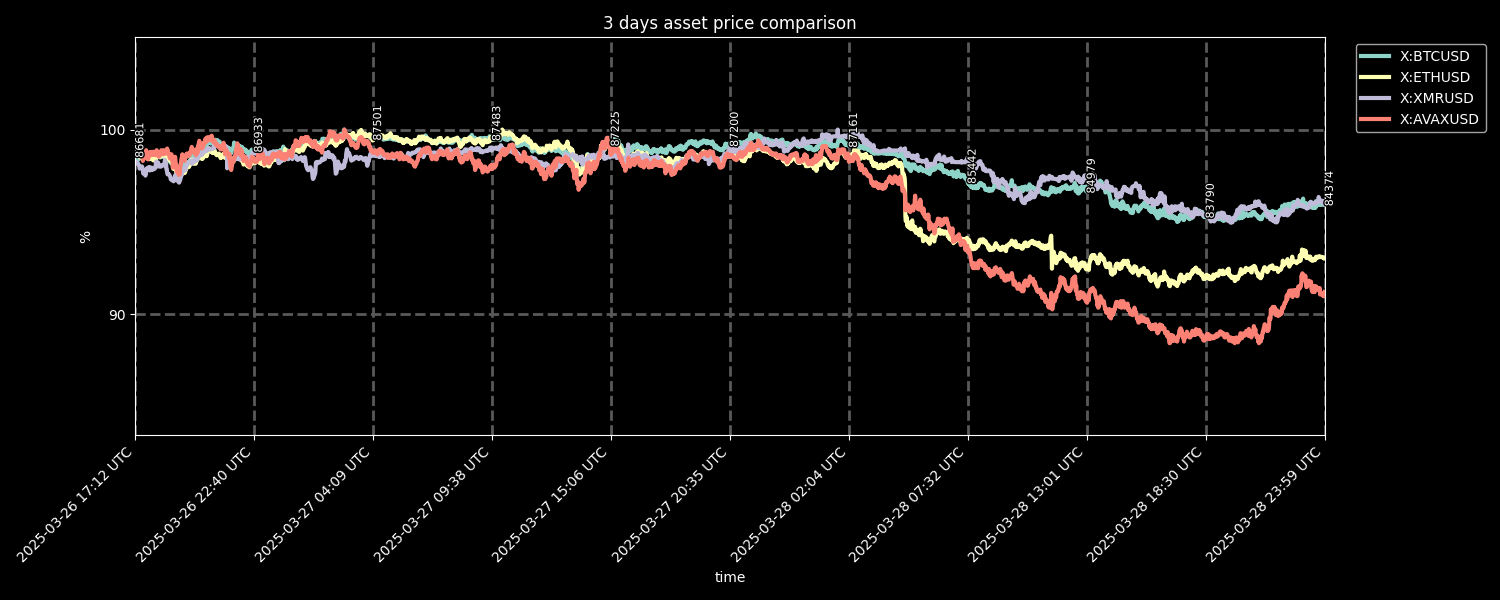 3 days asset price comparison
X:BTCUSD
X:ETHUSD
X:XMRUSD
X:AVAXUSD
100
90
%
86681
86933
87501
87483
87225
87200
87161
85442
84979
83790
84374
2025-03-26 17:12 UTC
2025-03-26 22:40 UTC
2025-03-27 04:09 UTC
2025-03-27 09:38 UTC
2025-03-27 15:06 UTC
2025-03-27 20:35 UTC
2025-03-28 02:04 UTC
2025-03-28 07:32 UTC
2025-03-28 13:01 UTC
2025-03-28 18:30 UTC
2025-03-28 23:59 UTC
time